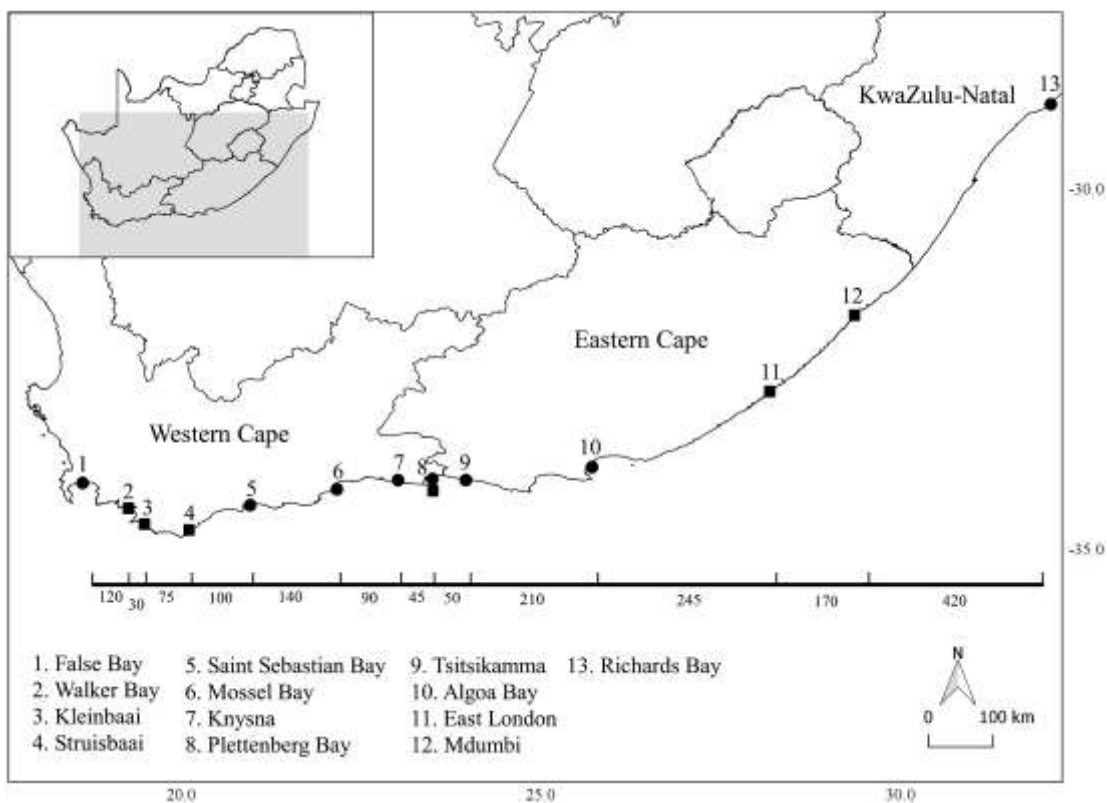 KwaZulu-Natal
13
-30.0
12
Eastern Cape
11
Western Cape
10
1
2
2
3
4
5
6
7
8
9
-35.0
120
30
75
100
140
90
45
50
210
245
170
420
1. False Bay
2. Walker Bay
3. Kleinbaai
4. Struisbaai
5. Saint Sebastian Bay
6. Mossel Bay
7. Knysna
8. Plettenberg Bay
9. Tsitsikamma
10. Algoa Bay
11. East London
12. Mdumbi
13. Richards Bay
N
0 100 km
20.0 25.0 30.0